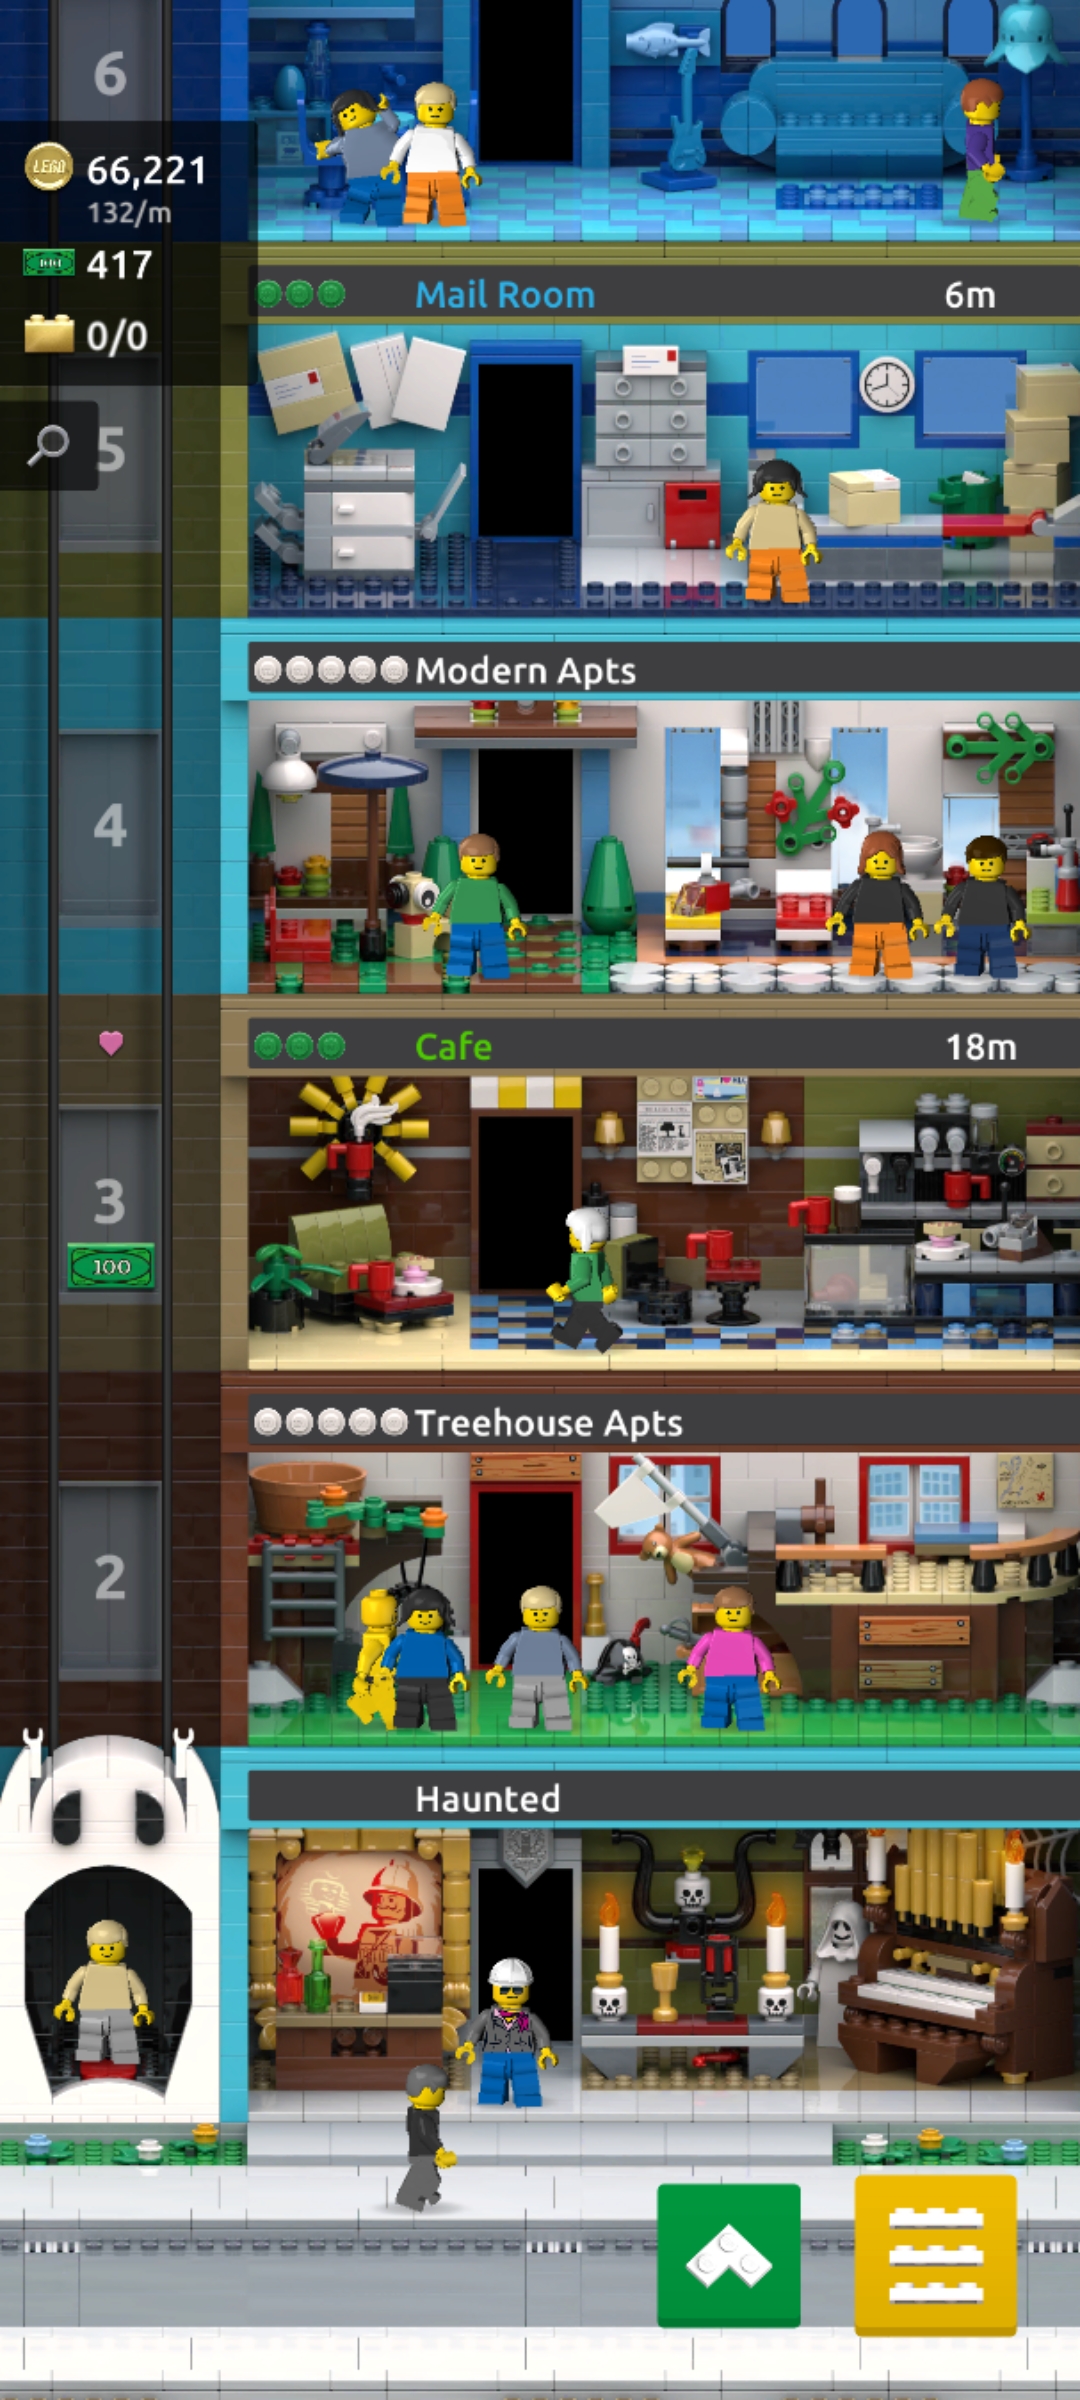 6
LEGO 66,221
132/m
417
0/0
Mail Room 6m
5
Modern Apts
4
Cafe 18m
3
100
Treehouse Apts
2
Haunted